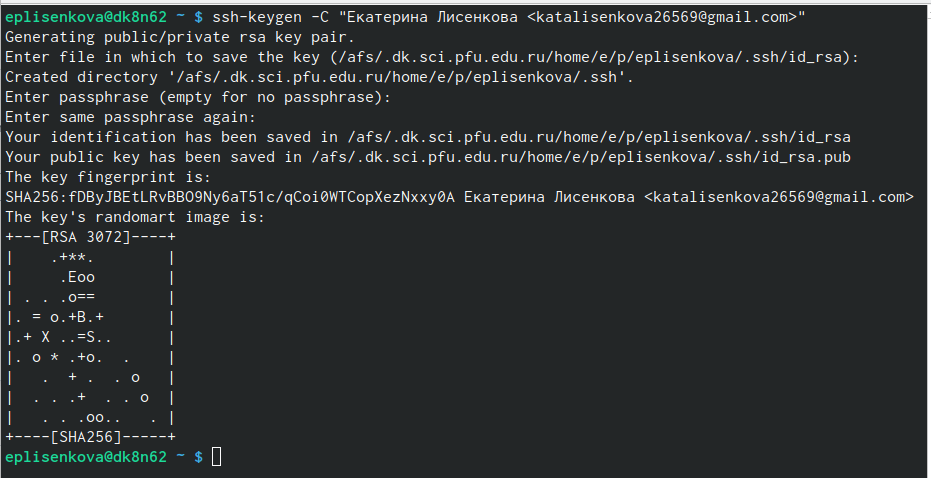 eplisenkova@dk8n62 ~ $ ssh-keygen -C "Екатерина Лисенкова <katalisenkova26569@gmail.com>"
Generating public/private rsa key pair.
Enter file in which to save the key (/afs/.dk.sci.pfu.edu.ru/home/e/p/eplisenkova/.ssh/id_rsa):
Created directory '/afs/.dk.sci.pfu.edu.ru/home/e/p/eplisenkova/.ssh'.
Enter passphrase (empty for no passphrase):
Enter same passphrase again:
Your identification has been saved in /afs/.dk.sci.pfu.edu.ru/home/e/p/eplisenkova/.ssh/id_rsa
Your public key has been saved in /afs/.dk.sci.pfu.edu.ru/home/e/p/eplisenkova/.ssh/id_rsa.pub
The key fingerprint is:
SHA256:fDByJBEtLRvBBO9Ny6aT51c/qCoi0WTCopXezNxxy0A Екатерина Лисенкова <katalisenkova26569@gmail.com>
The key's randomart image is:
+---[RSA 3072]----+
|    .+**.        |
|     .Eoo        |
| . . .o==        |
|. = o.+B.+       |
|.+ X ..=S..      |
|. o * .+o.  .    |
|   .  + .  . o   |
|  . . .+  . . o  |
|   . . .oo..   . |
+----[SHA256]-----+
eplisenkova@dk8n62 ~ $